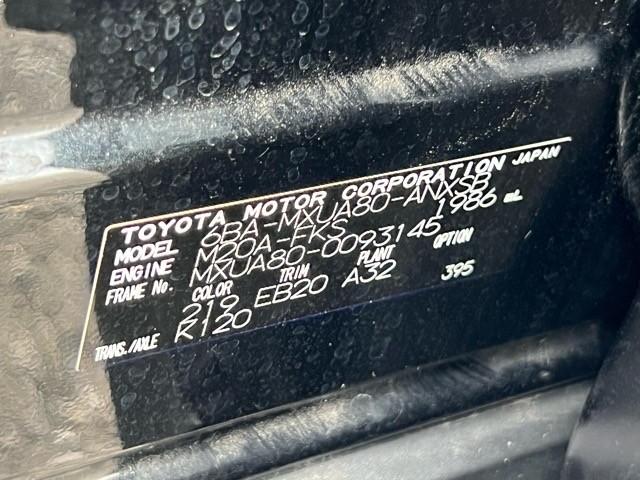 TOYOTA MOTOR CORPORATION JAPAN
MODEL 6BA-MXUA80-ANXSB
ENGINE M20A-FKS 1986 mL
FRAME No. MXUA80-0093145
COLOR TRIM PLANT OPTION
219 EB20 A32 395
TRANS./AXLE K120